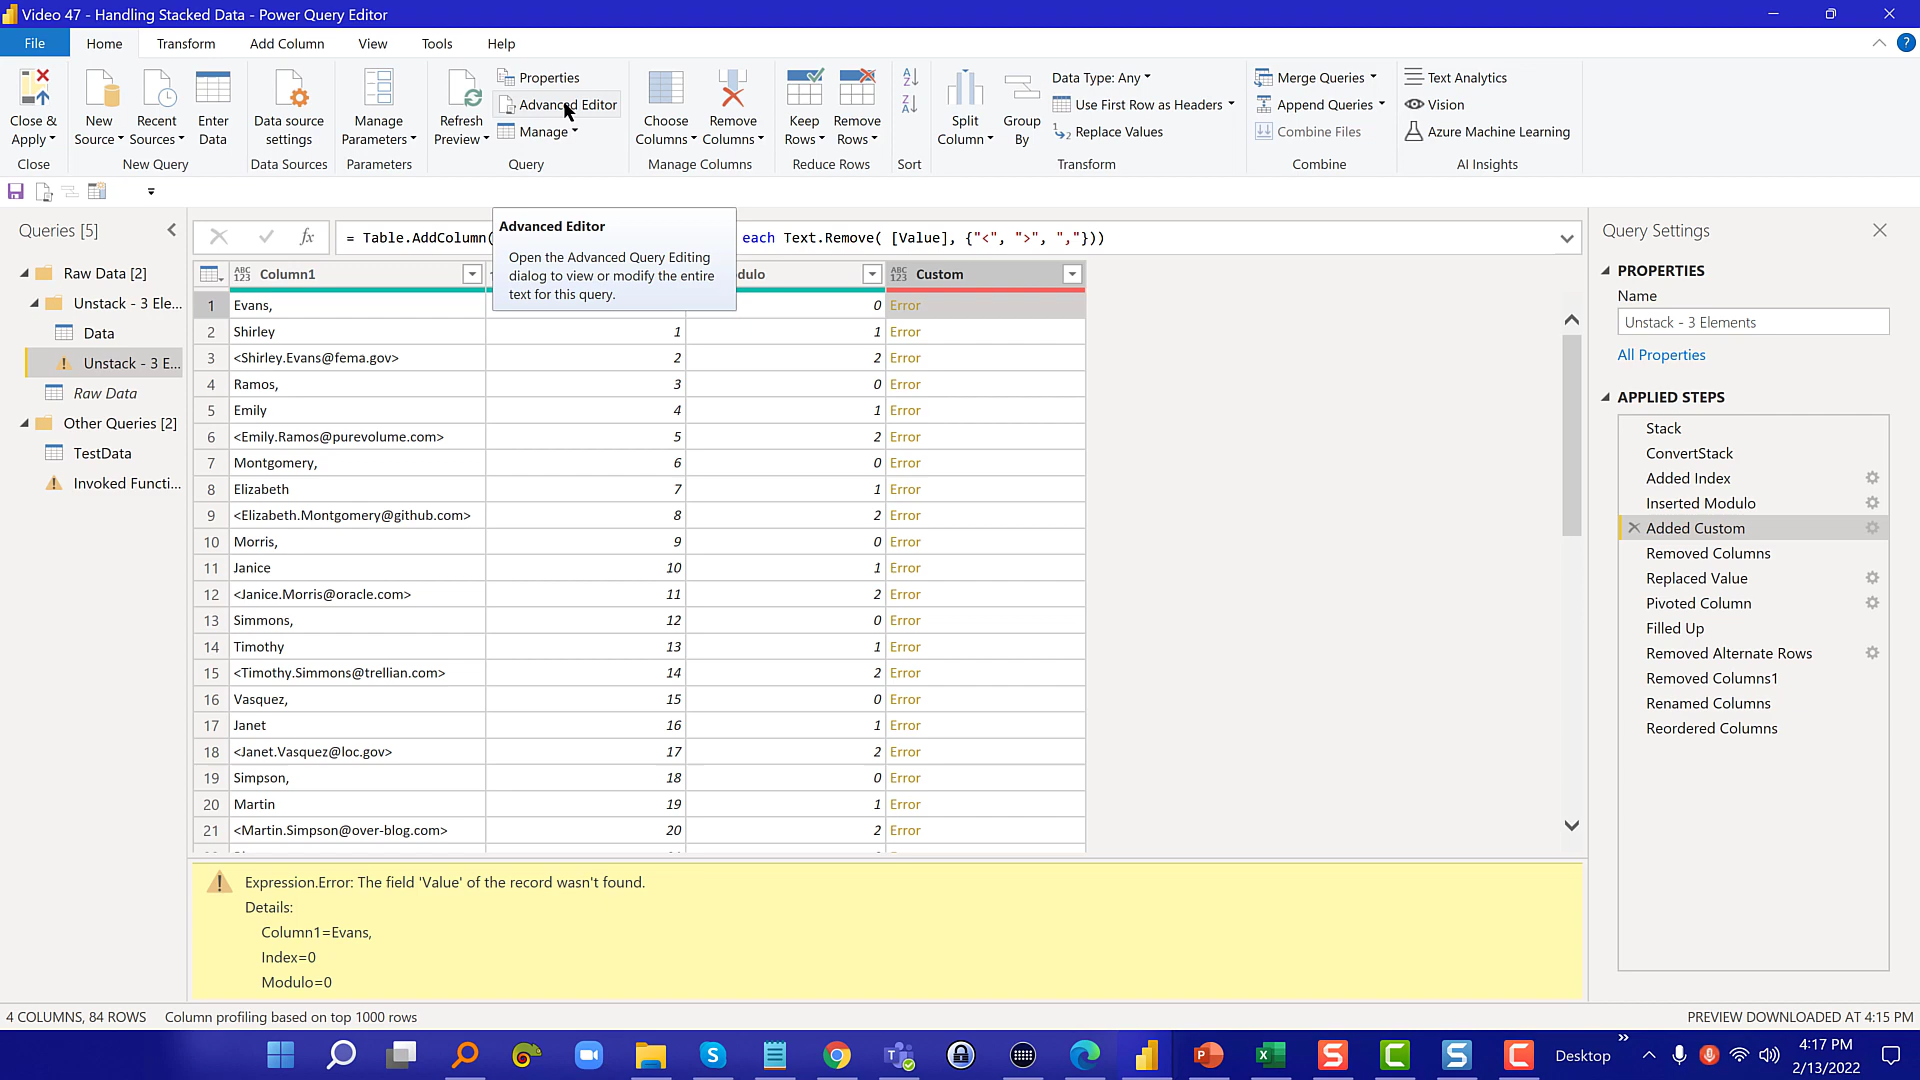 Video 47 - Handling Stacked Data - Power Query Editor
File Home Transform Add Column View Tools Help
Close & Apply
New Source
Recent Sources
Enter Data
Data source settings
Manage Parameters
Refresh Preview
Properties
Advanced Editor
Manage
Choose Columns
Remove Columns
Keep Rows
Remove Rows
Split Column
Group By
Data Type: Any
Use First Row as Headers
Replace Values
Merge Queries
Append Queries
Combine Files
Text Analytics
Vision
Azure Machine Learning
Close New Query Data Sources Parameters Query Manage Columns Reduce Rows Sort Transform Combine AI Insights
Queries [5]
Raw Data [2]
Unstack - 3 Ele...
Data
Unstack - 3 E...
Raw Data
Other Queries [2]
TestData
Invoked Functi...
fx = Table.AddColumn( each Text.Remove( [Value], {"<", ">", ","}))
Advanced Editor
Open the Advanced Query Editing
dialog to view or modify the entire
text for this query.
ABC 123 Column1 dulo ABC 123 Custom
1 Evans, 0 Error
2 Shirley 1 1 Error
3 <Shirley.Evans@fema.gov> 2 2 Error
4 Ramos, 3 0 Error
5 Emily 4 1 Error
6 <Emily.Ramos@purevolume.com> 5 2 Error
7 Montgomery, 6 0 Error
8 Elizabeth 7 1 Error
9 <Elizabeth.Montgomery@github.com> 8 2 Error
10 Morris, 9 0 Error
11 Janice 10 1 Error
12 <Janice.Morris@oracle.com> 11 2 Error
13 Simmons, 12 0 Error
14 Timothy 13 1 Error
15 <Timothy.Simmons@trellian.com> 14 2 Error
16 Vasquez, 15 0 Error
17 Janet 16 1 Error
18 <Janet.Vasquez@loc.gov> 17 2 Error
19 Simpson, 18 0 Error
20 Martin 19 1 Error
21 <Martin.Simpson@over-blog.com> 20 2 Error
Expression.Error: The field 'Value' of the record wasn't found.
Details:
Column1=Evans,
Index=0
Modulo=0
Query Settings
PROPERTIES
Name
Unstack - 3 Elements
All Properties
APPLIED STEPS
Stack
ConvertStack
Added Index
Inserted Modulo
Added Custom
Removed Columns
Replaced Value
Pivoted Column
Filled Up
Removed Alternate Rows
Removed Columns1
Renamed Columns
Reordered Columns
4 COLUMNS, 84 ROWS Column profiling based on top 1000 rows PREVIEW DOWNLOADED AT 4:15 PM
Desktop
4:17 PM
2/13/2022